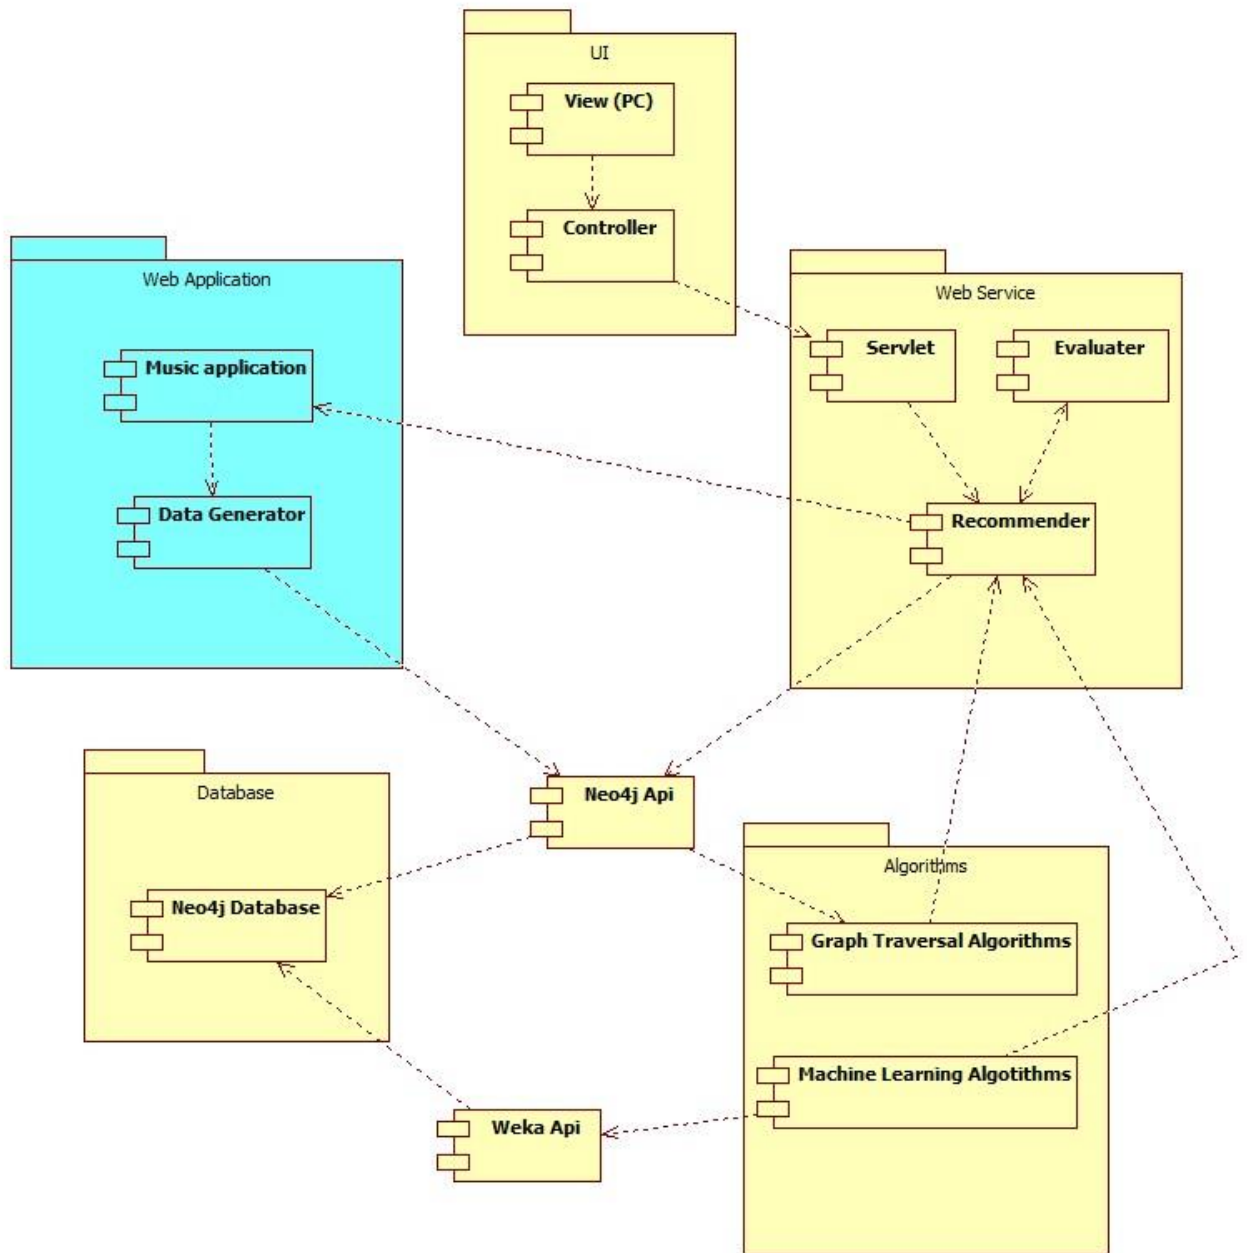 UI
View (PC)
Controller
Web Application
Music application
Data Generator
Web Service
Servlet
Evaluater
Recommender
Database
Neo4j Database
Neo4j Api
Algorithms
Graph Traversal Algorithms
Machine Learning Algotithms
Weka Api